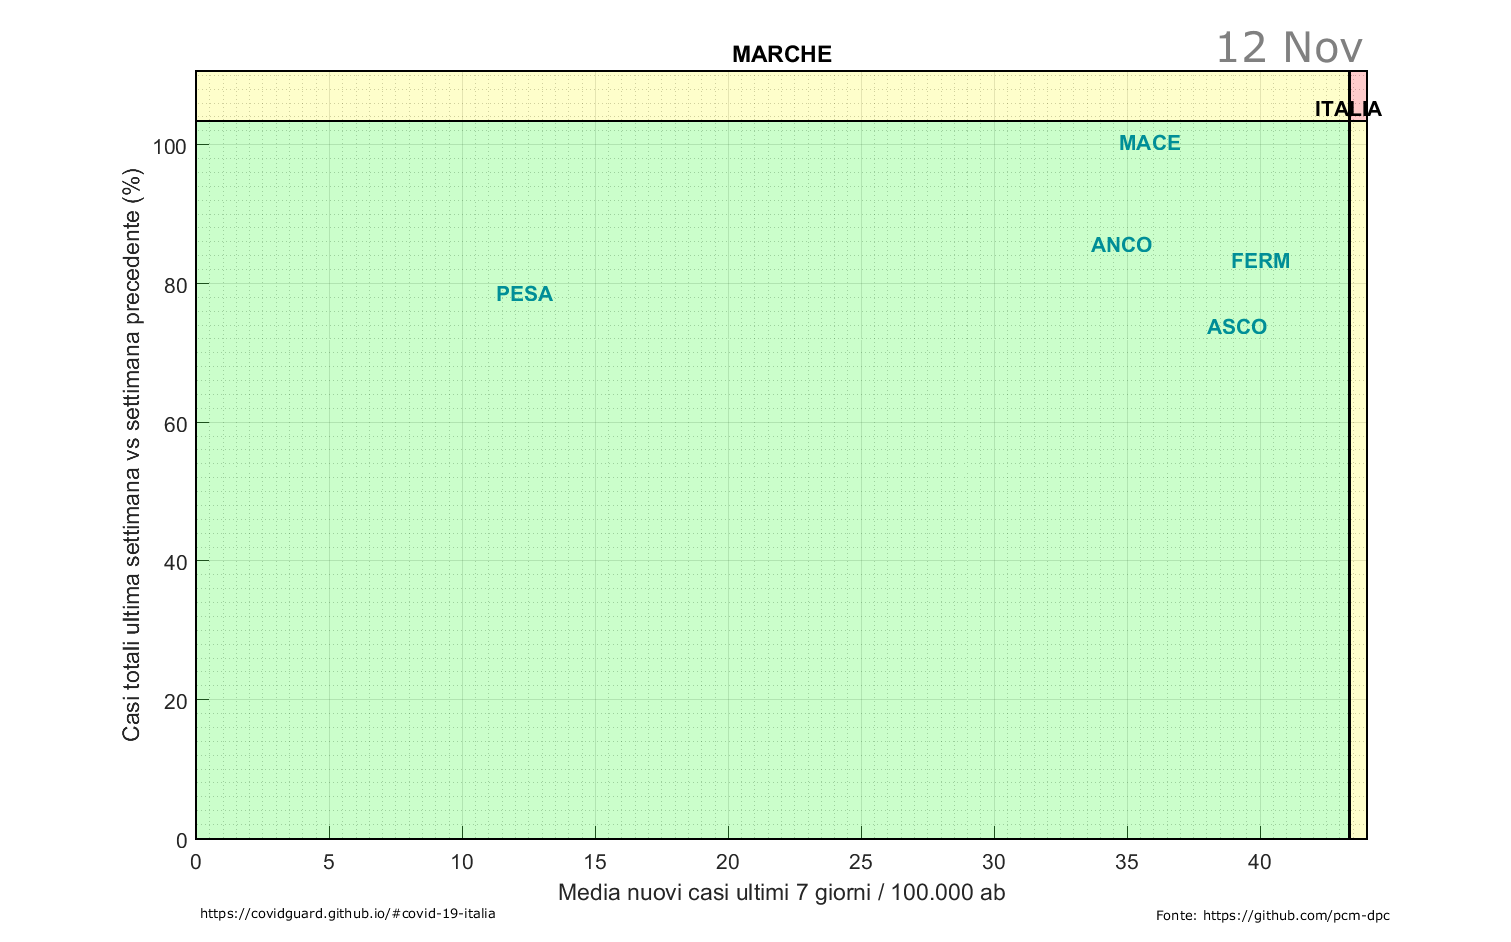 12 Nov
MARCHE
ITALIA
100
MACE
ANCO
FERM
80
PESA
ASCO
60
40
20
0
Casi totali ultima settimana vs settimana precedente (%)
0 5 10 15 20 25 30 35 40
Media nuovi casi ultimi 7 giorni / 100.000 ab
https://covidguard.github.io/#covid-19-italia
Fonte: https://github.com/pcm-dpc